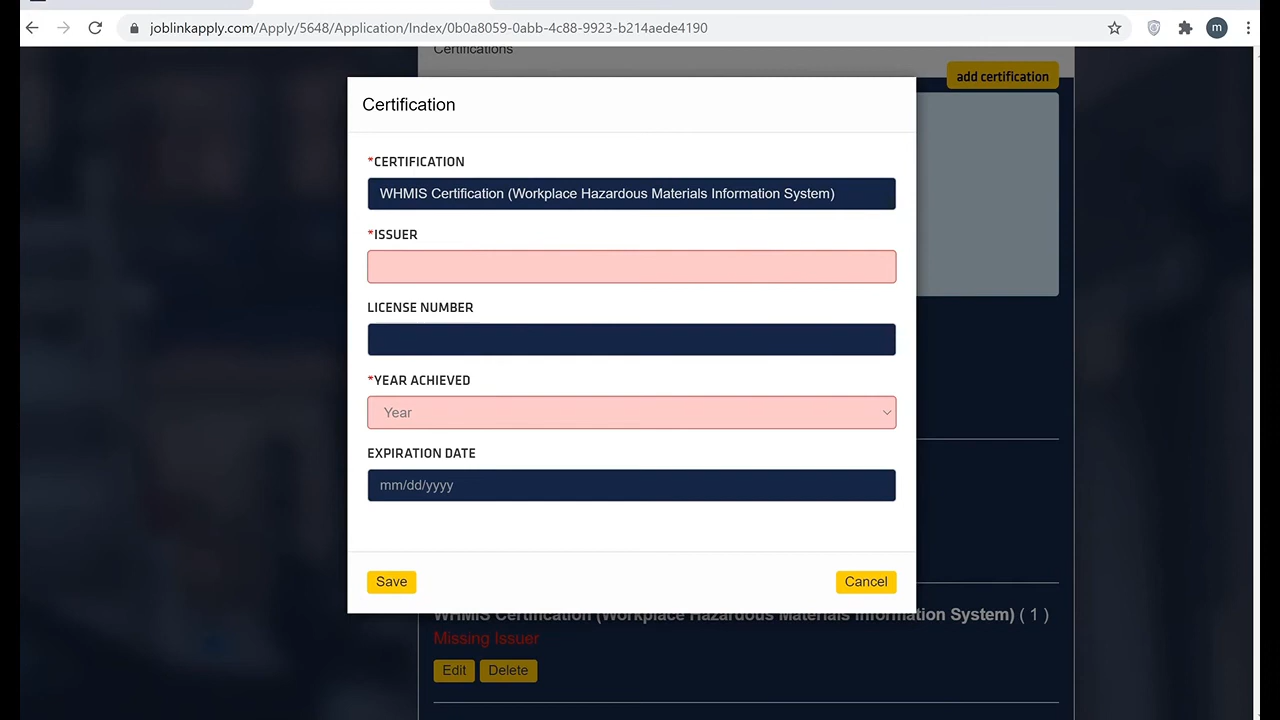 joblinkapply.com/Apply/5648/Application/Index/0b0a8059-0abb-4c88-9923-b214aede4190
m
Certifications
add certification
Certification
*CERTIFICATION
WHMIS Certification (Workplace Hazardous Materials Information System)
*ISSUER
LICENSE NUMBER
*YEAR ACHIEVED
Year
EXPIRATION DATE
mm/dd/yyyy
Save
Cancel
WHMIS Certification (Workplace Hazardous Materials Information System) ( 1 )
Missing Issuer
Edit
Delete